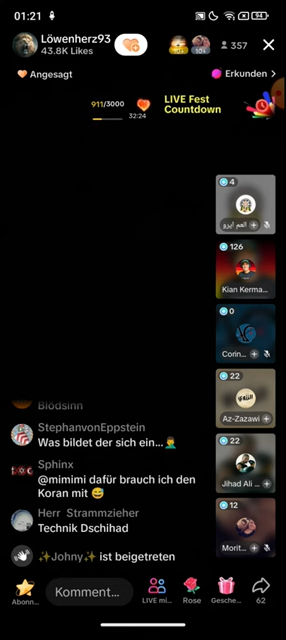 01:21
94
Löwenherz93
43.8K Likes
357
Angesagt
Erkunden >
911/3000
32:24
LIVE Fest
Countdown
4
العم أبرو
126
Kian Kerma...
0
Corin...
22
Az-Zazawi
22
Jihad Ali ...
12
Morit...
Blödsinn
StephanvonEppstein
Was bildet der sich ein...🤦‍♂️
Sphinx
@mimimi dafür brauch ich den
Koran mit 😅
Herr Strammzieher
Technik Dschihad
✨Johny✨ ist beigetreten
Komment...
Abonn...
LIVE mi...
Rose
Gesche...
62